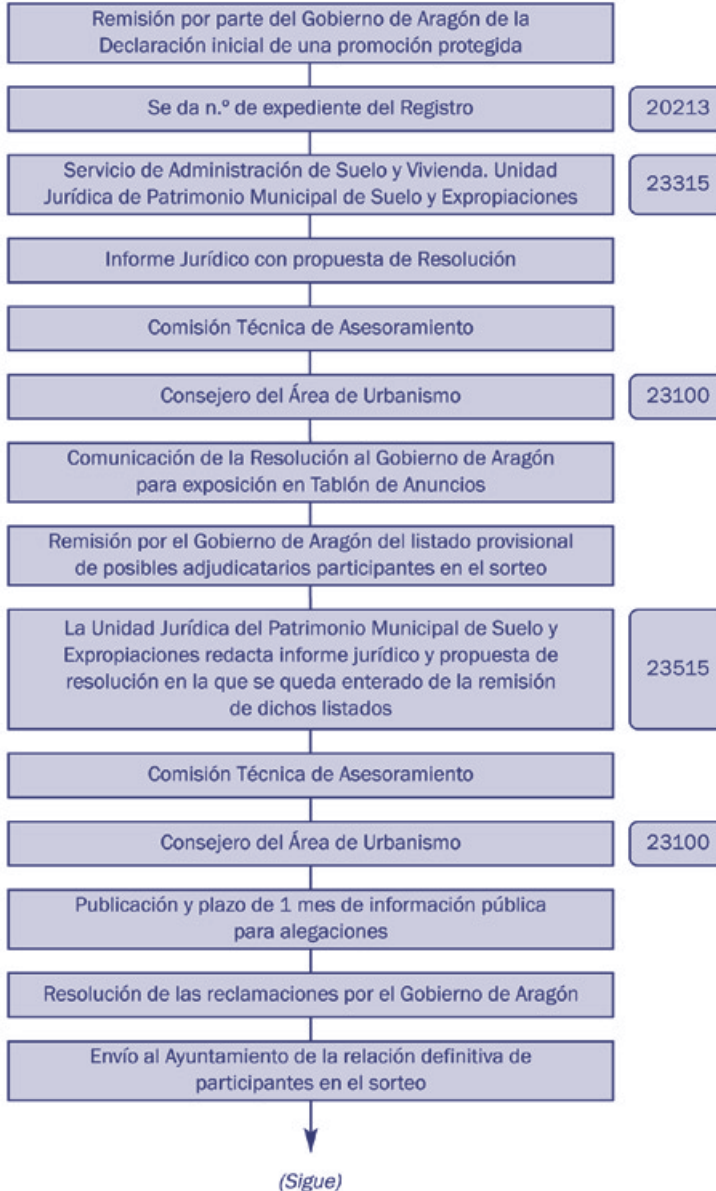 Remisión por parte del Gobierno de Aragón de la
Declaración inicial de una promoción protegida
Se da n.º de expediente del Registro
20213
Servicio de Administración de Suelo y Vivienda. Unidad
Jurídica de Patrimonio Municipal de Suelo y Expropiaciones
23315
Informe Jurídico con propuesta de Resolución
Comisión Técnica de Asesoramiento
Consejero del Área de Urbanismo
23100
Comunicación de la Resolución al Gobierno de Aragón
para exposición en Tablón de Anuncios
Remisión por el Gobierno de Aragón del listado provisional
de posibles adjudicatarios participantes en el sorteo
La Unidad Jurídica del Patrimonio Municipal de Suelo y
Expropiaciones redacta informe jurídico y propuesta de
resolución en la que se queda enterado de la remisión
de dichos listados
23515
Comisión Técnica de Asesoramiento
Consejero del Área de Urbanismo
23100
Publicación y plazo de 1 mes de información pública
para alegaciones
Resolución de las reclamaciones por el Gobierno de Aragón
Envío al Ayuntamiento de la relación definitiva de
participantes en el sorteo
(Sigue)